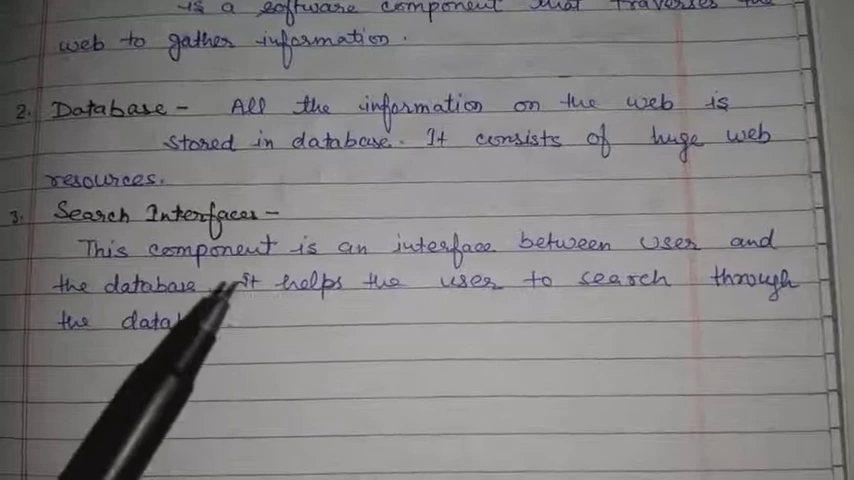 is a software component that traverses the
web to gather information.
2. Database - All the information on the web is
stored in database. It consists of huge web
resources.
3. Search Interfaces -
This component is an interface between user and
the database it helps the user to search through
the